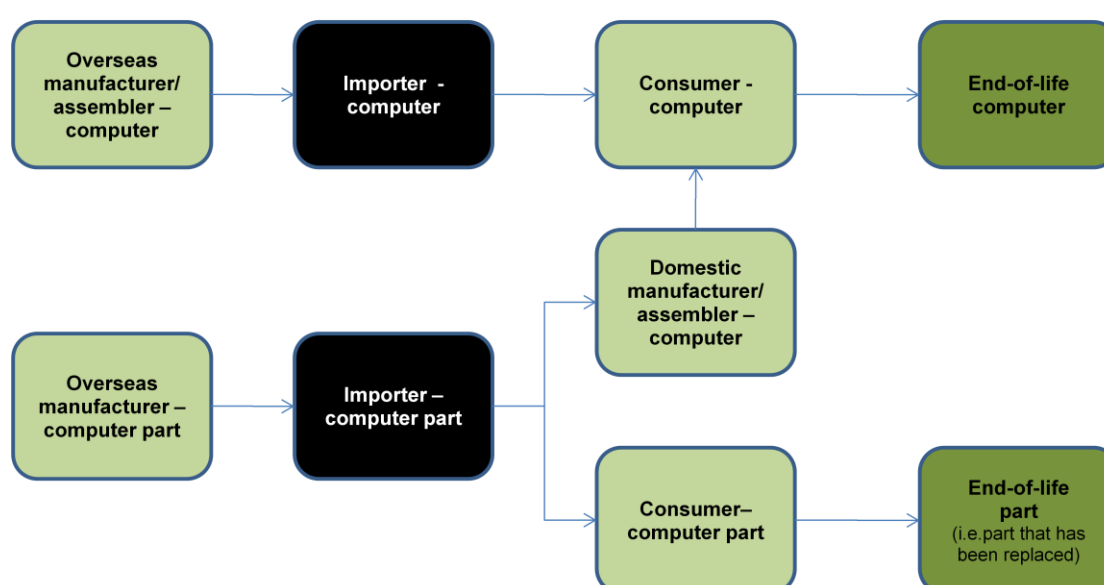 Overseas
manufacturer/
assembler –
computer
Importer -
computer
Consumer -
computer
End-of-life
computer
Domestic
manufacturer/
assembler –
computer
Overseas
manufacturer –
computer part
Importer –
computer part
Consumer–
computer part
End-of-life
part
(i.e.part that has
been replaced)